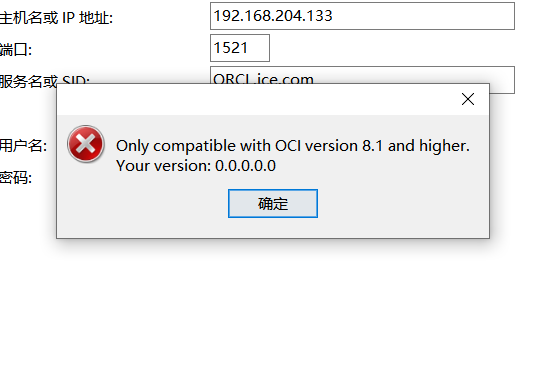 主机名或 IP 地址:
192.168.204.133
端口:
1521
服务名或 SID:
ORCL.ice.com
Only compatible with OCI version 8.1 and higher.
Your version: 0.0.0.0.0
用户名:
密码:
确定